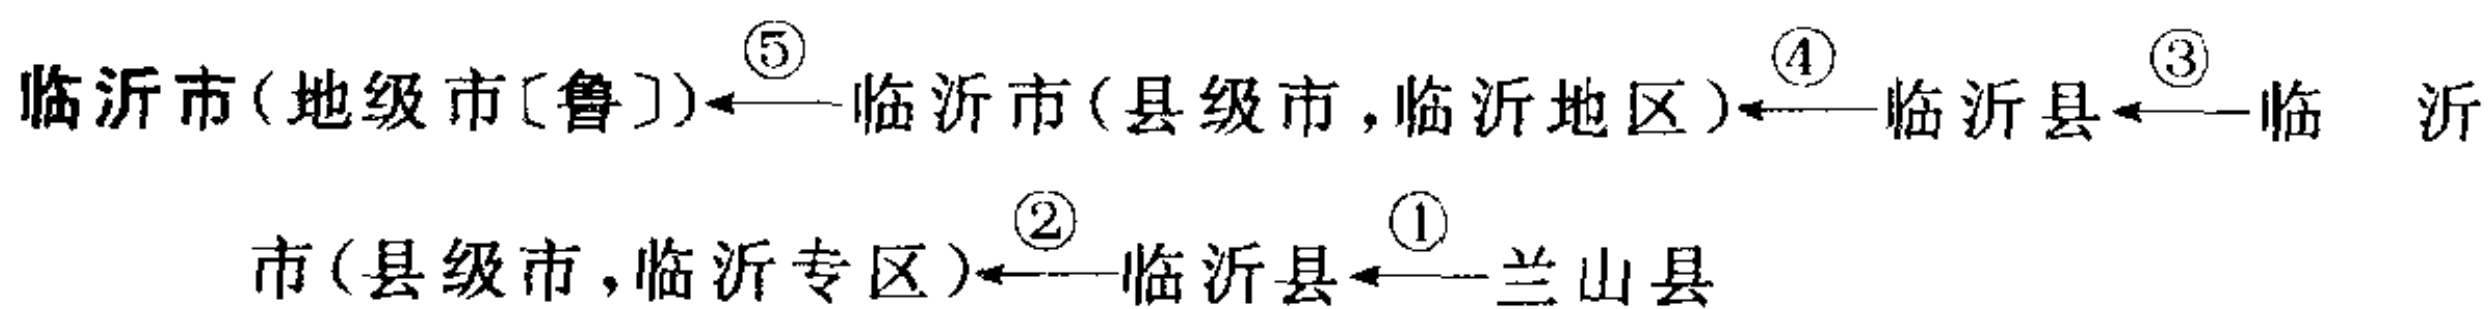 临沂市(地级市〔鲁〕)←⑤临沂市(县级市,临沂地区)←④临沂县←③临 沂
市(县级市,临沂专区)←②临沂县←①兰山县